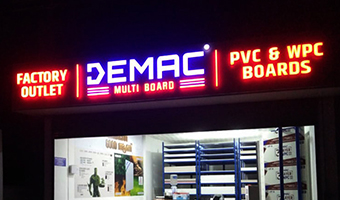 FACTORY
OUTLET
DEMAC
MULTI BOARD
PVC & WPC
BOARDS